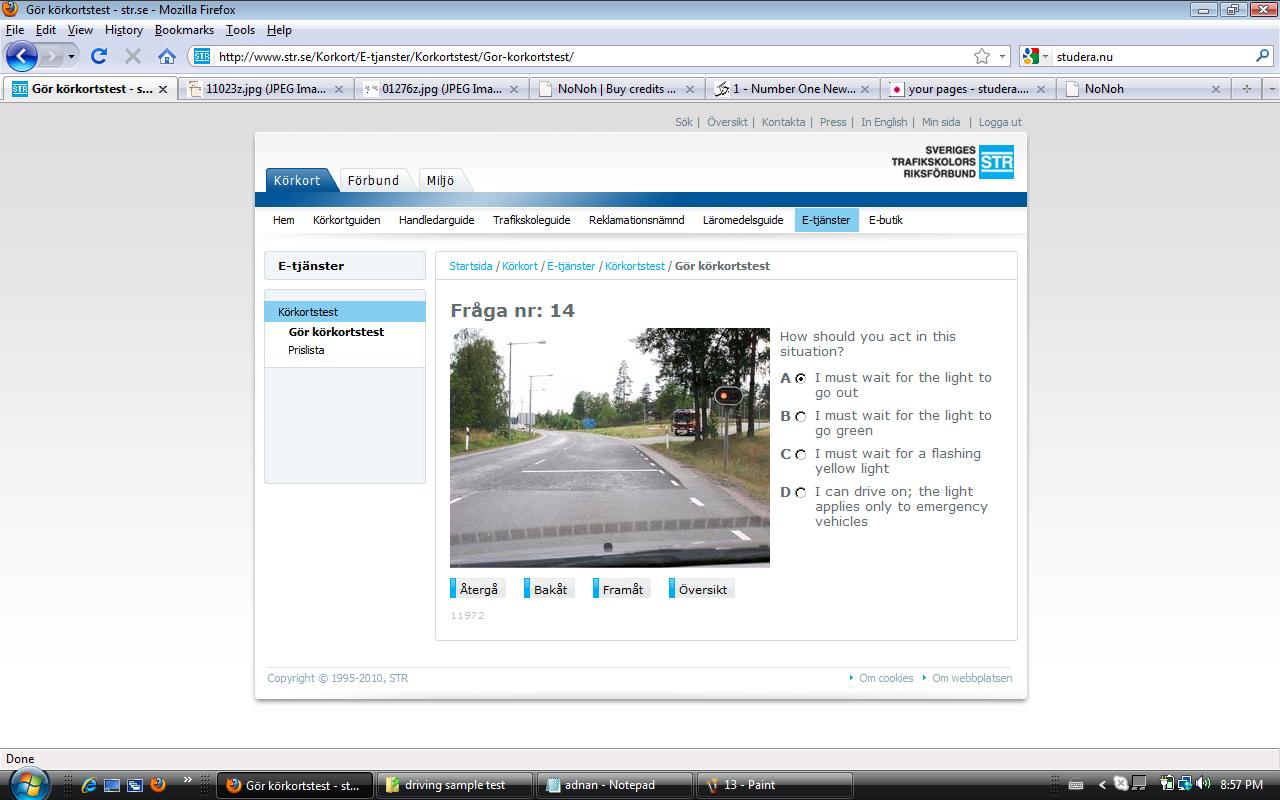 Gör körkortstest - str.se - Mozilla Firefox
File Edit View History Bookmarks Tools Help
STR http://www.str.se/Korkort/E-tjanster/Korkortstest/Gor-korkortstest/ studera.nu
STR Gör körkortstest - s... 11023z.jpg (JPEG Ima... 01276z.jpg (JPEG Ima... NoNoh | Buy credits ... 1 - Number One New... your pages - studera.... NoNoh
Sök | Översikt | Kontakta | Press | In English | Min sida | Logga ut
SVERIGES
TRAFIKSKOLORS
RIKSFÖRBUND
STR
Körkort Förbund Miljö
Hem Körkortguiden Handledarguide Trafikskoleguide Reklamationsnämnd Läromedelsguide E-tjänster E-butik
E-tjänster
Körkortstest
Gör körkortstest
Prislista
Startsida / Körkort / E-tjänster / Körkortstest / Gör körkortstest
Fråga nr: 14
How should you act in this
situation?
A I must wait for the light to
go out
B I must wait for the light to
go green
C I must wait for a flashing
yellow light
D I can drive on; the light
applies only to emergency
vehicles
Återgå Bakåt Framåt Översikt
11972
Copyright © 1995-2010, STR Om cookies Om webbplatsen
Done
Gör körkortstest - st... driving sample test adnan - Notepad 13 - Paint 8:57 PM